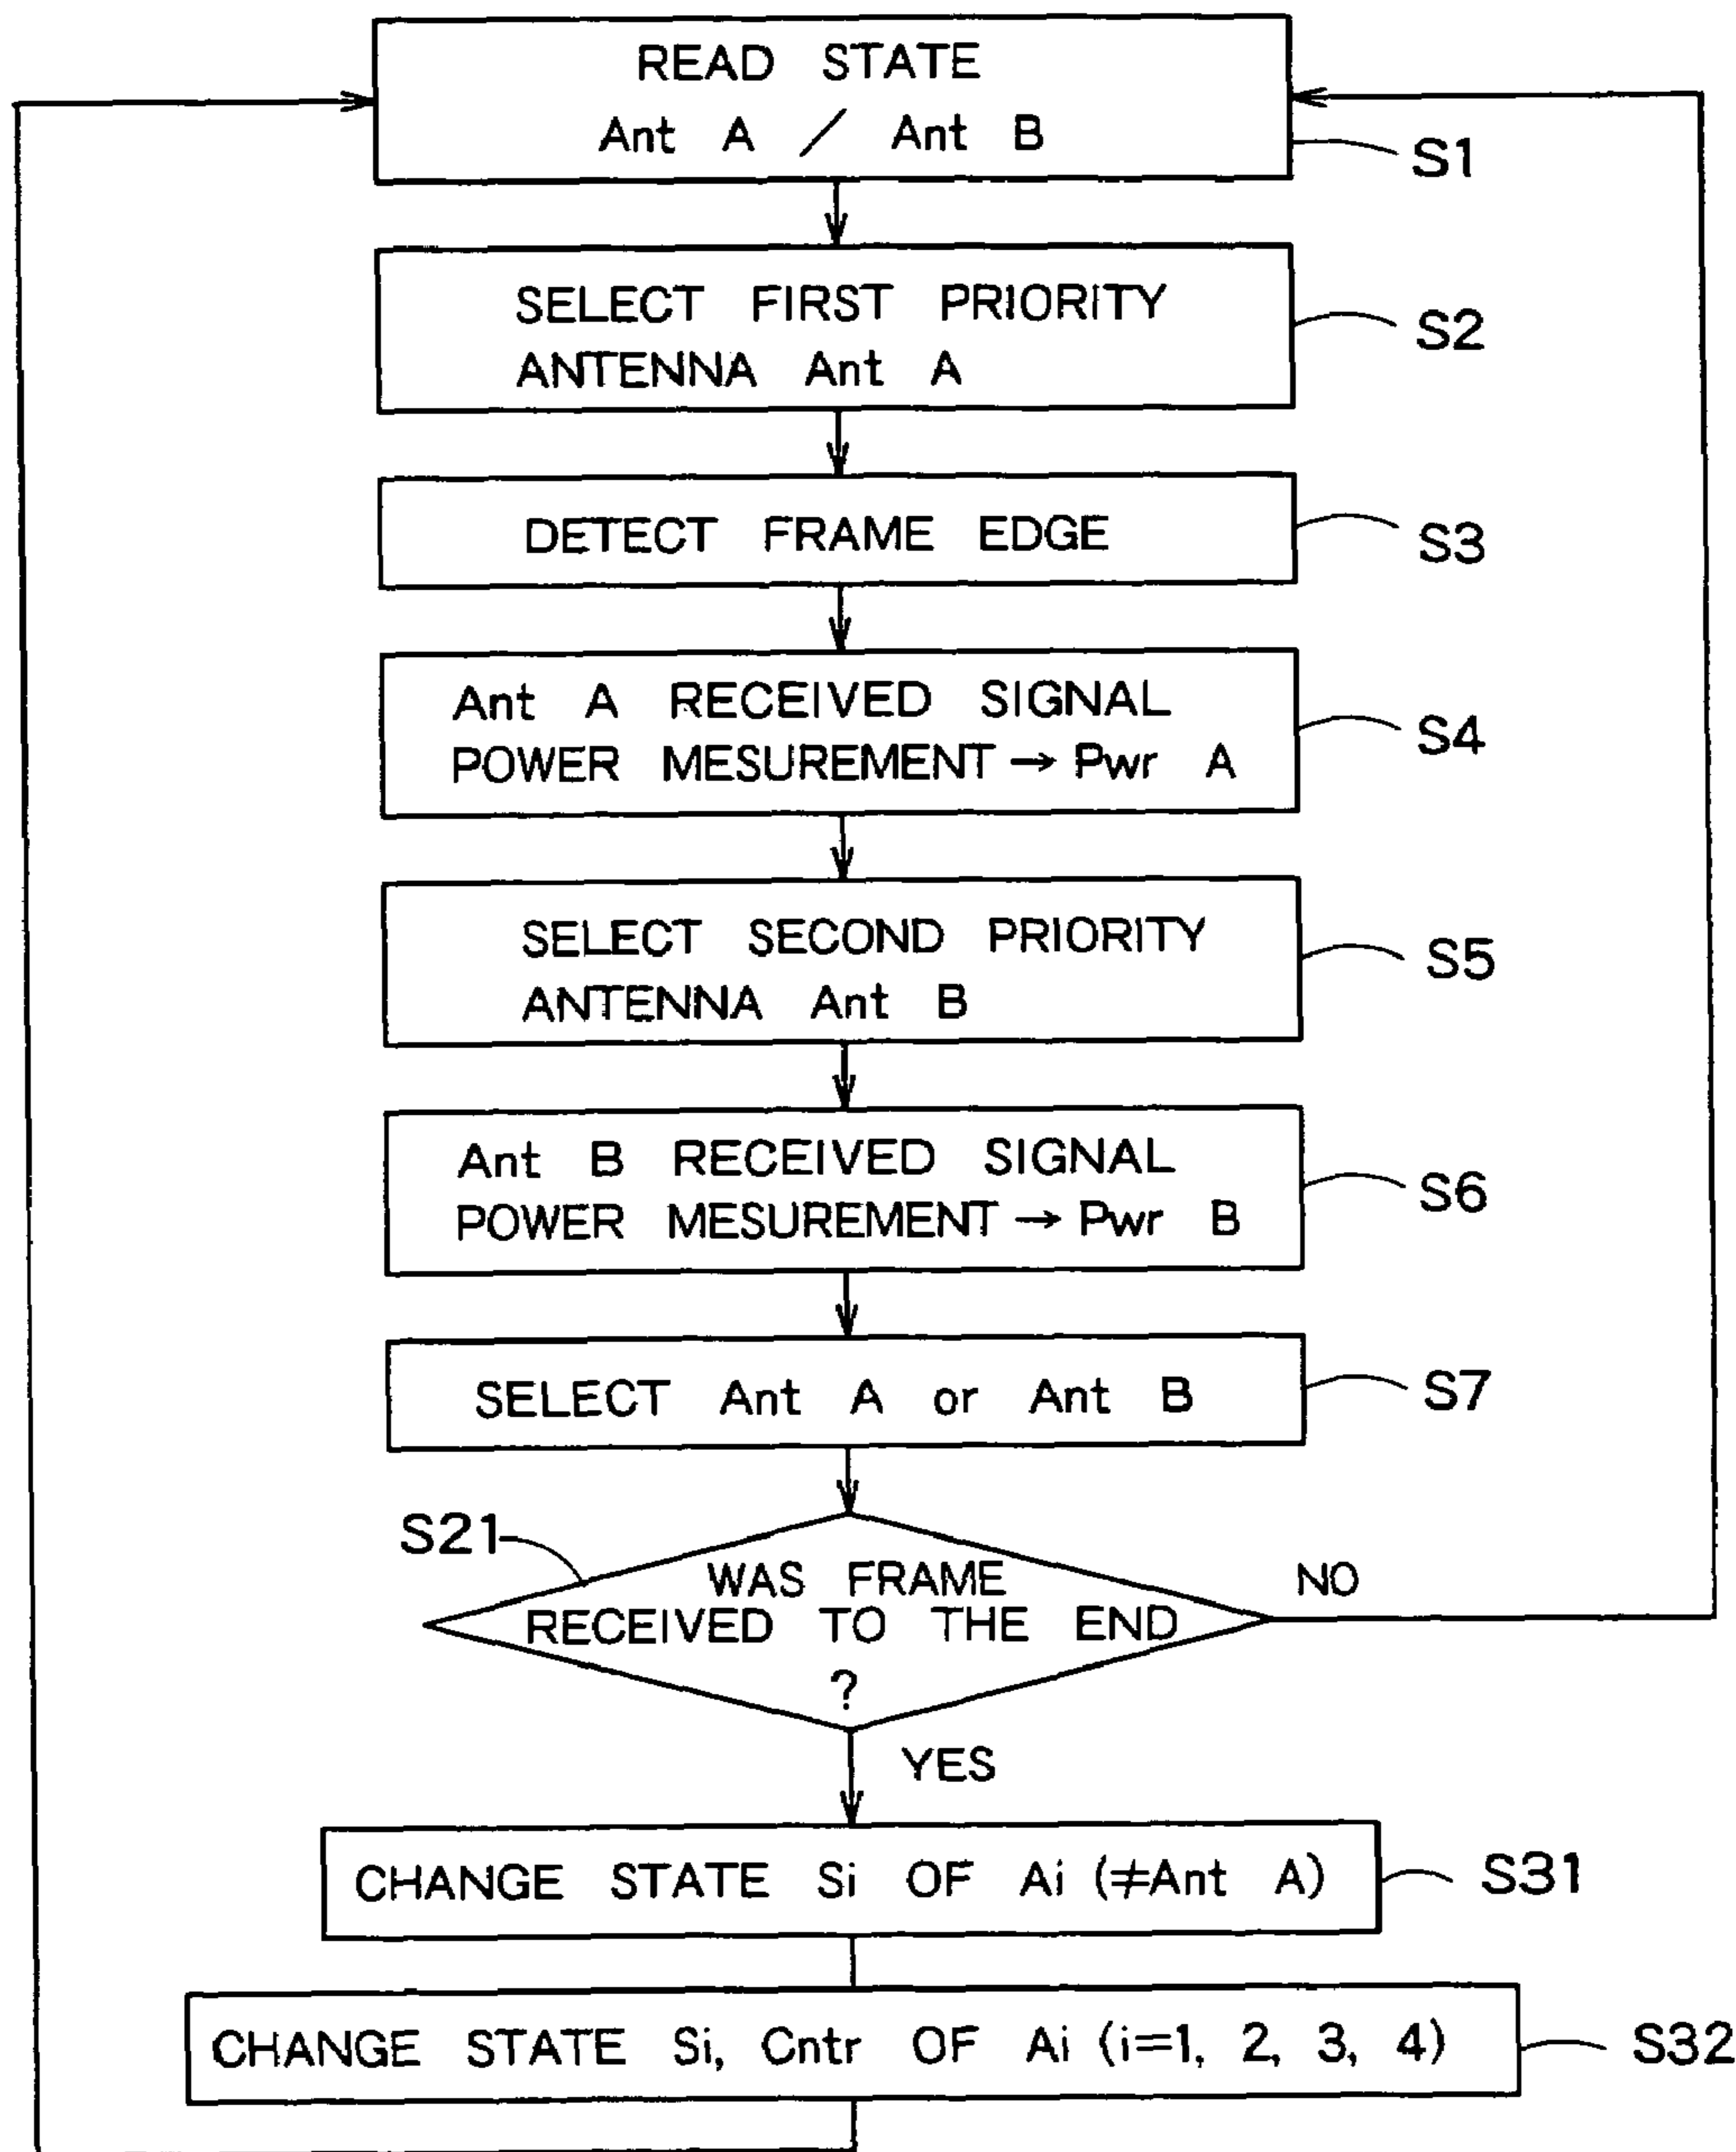 READ STATE
Ant A / Ant B
S1
SELECT FIRST PRIORITY
ANTENNA Ant A
S2
DETECT FRAME EDGE
S3
Ant A RECEIVED SIGNAL
POWER MESUREMENT → Pwr A
S4
SELECT SECOND PRIORITY
ANTENNA Ant B
S5
Ant B RECEIVED SIGNAL
POWER MESUREMENT → Pwr B
S6
SELECT Ant A or Ant B
S7
S21
WAS FRAME
RECEIVED TO THE END
?
NO
YES
CHANGE STATE Si OF Ai (≠Ant A)
S31
CHANGE STATE Si, Cntr OF Ai (i=1, 2, 3, 4)
S32